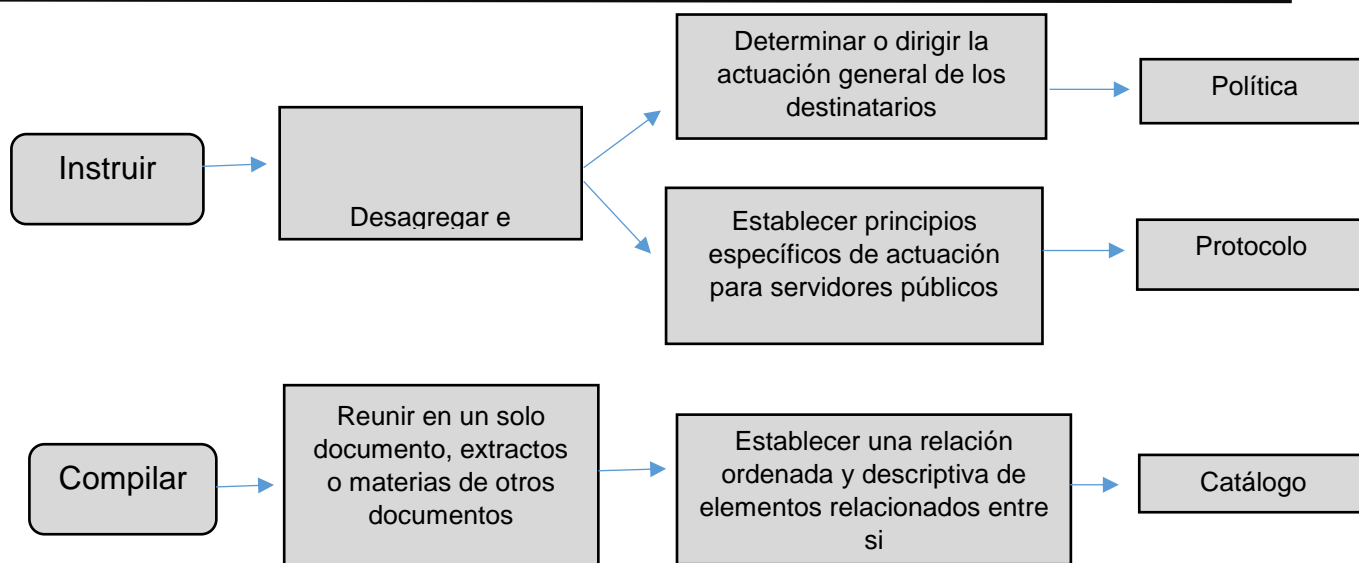 Instruir
Desagregar e
Determinar o dirigir la
actuación general de los
destinatarios
Política
Establecer principios
específicos de actuación
para servidores públicos
Protocolo
Compilar
Reunir en un solo
documento, extractos
o materias de otros
documentos
Establecer una relación
ordenada y descriptiva de
elementos relacionados entre
si
Catálogo